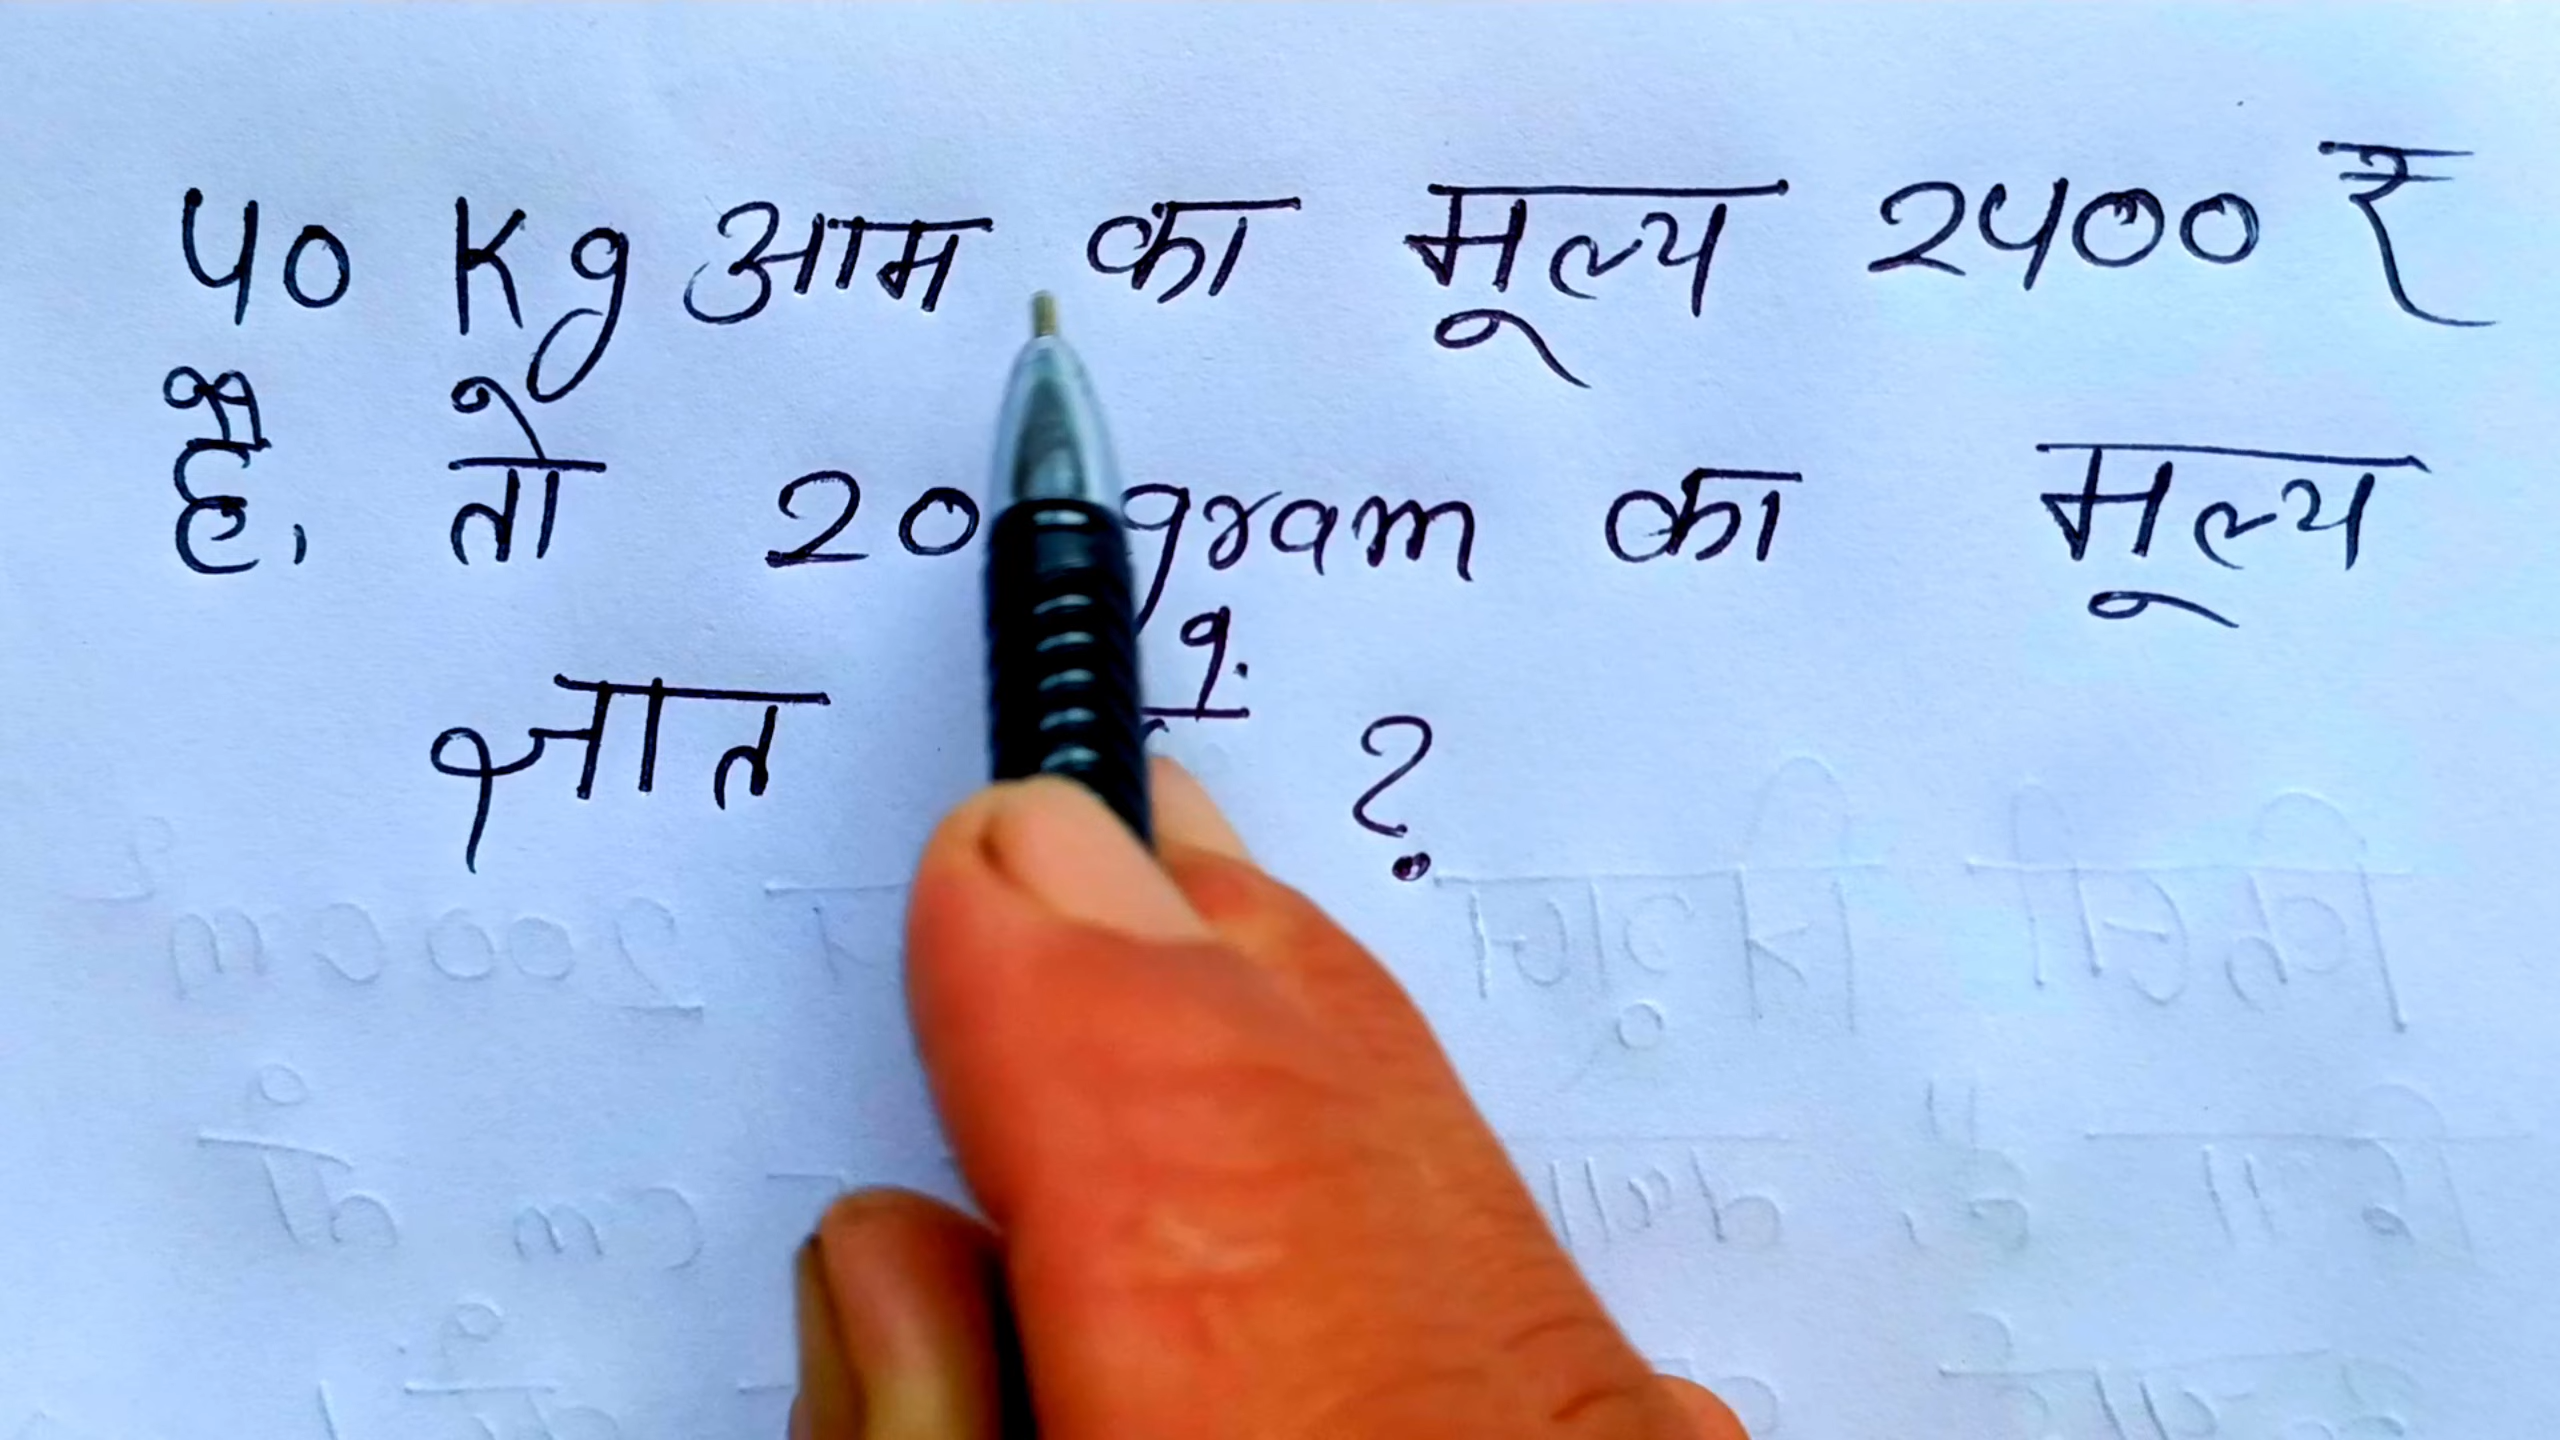 40 Kg आम का मूल्य 2400 ₹
है, तो 20 gram का मूल्य
ज्ञात ?